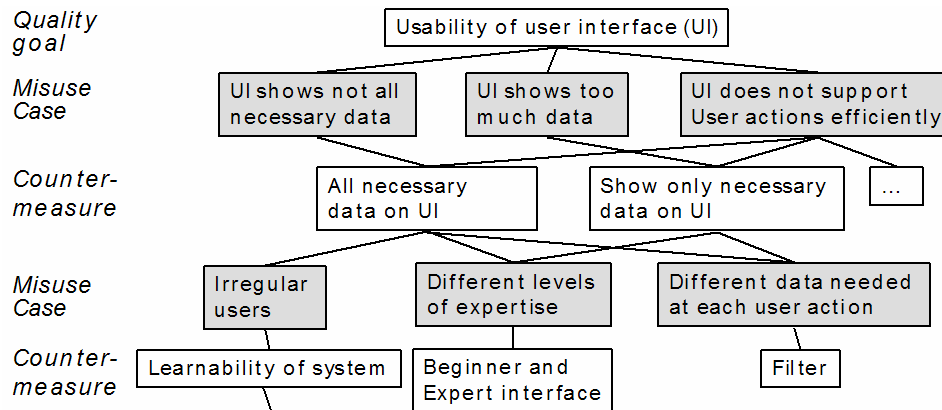 Quality
goal
Usability of user interface (UI)
Misuse
Case
UI shows not all
necessary data
UI shows too
much data
UI does not support
User actions efficiently
Counter-
measure
All necessary
data on UI
Show only necessary
data on UI
...
Misuse
Case
Irregular
users
Different levels
of expertise
Different data needed
at each user action
Counter-
measure
Learnability of system
Beginner and
Expert interface
Filter